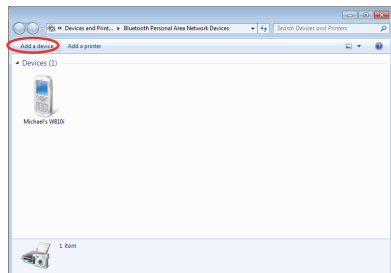 « Devices and Print... ▸ Bluetooth Personal Area Network Devices
Search Devices and Printers
Add a device
Add a printer
Devices (1)
Michael's W810i
1 item